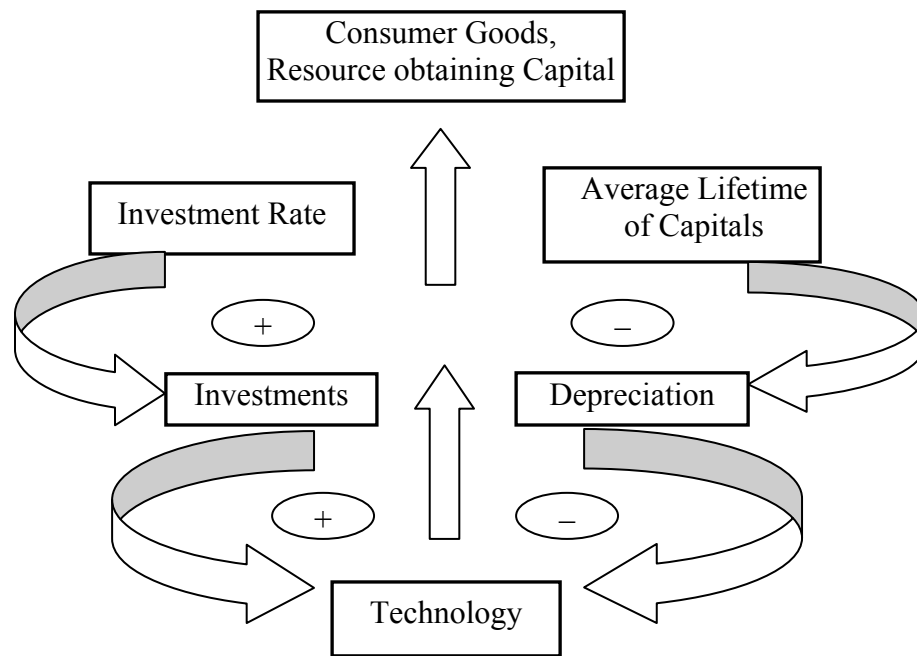 Consumer Goods,
Resource obtaining Capital
Investment Rate
Average Lifetime
of Capitals
+
–
Investments
Depreciation
+
–
Technology